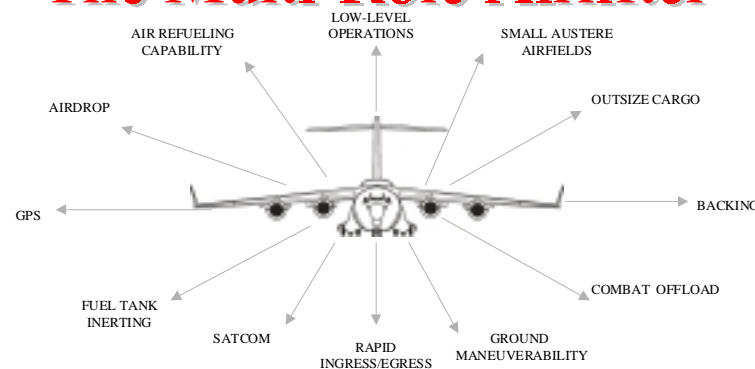 LOW-LEVEL
OPERATIONS
AIR REFUELING
CAPABILITY
SMALL AUSTERE
AIRFIELDS
AIRDROP
OUTSIZE CARGO
GPS
BACKING
FUEL TANK
INERTING
COMBAT OFFLOAD
SATCOM
RAPID
INGRESS/EGRESS
GROUND
MANEUVERABILITY